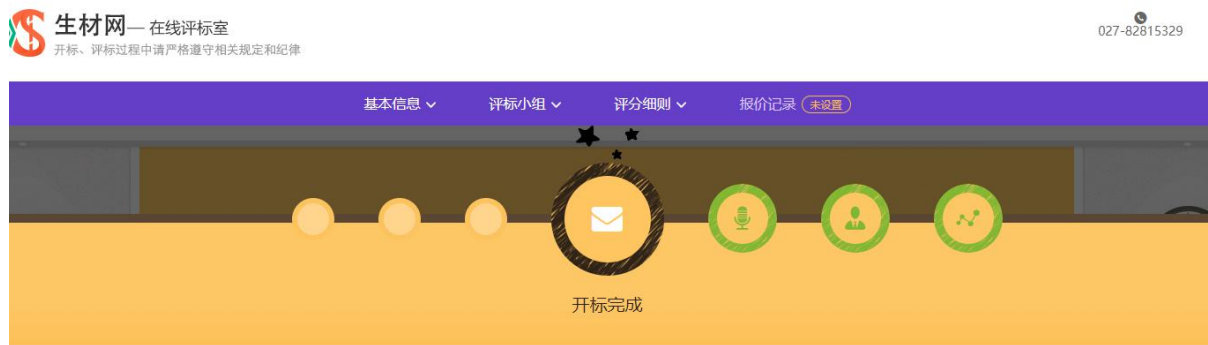 生材网— 在线评标室
开标、评标过程中请严格遵守相关规定和纪律
027-82815329
基本信息 评标小组 评分细则 报价记录 未设置
开标完成